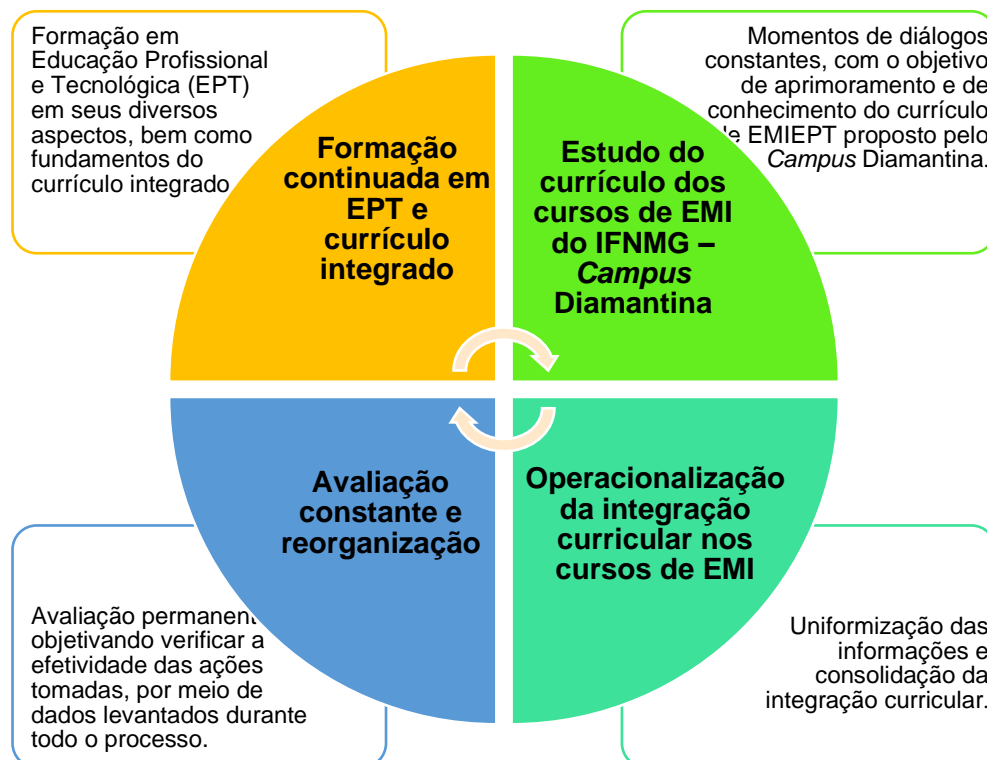 Formação em
Educação Profissional
e Tecnológica (EPT)
em seus diversos
aspectos, bem como
fundamentos do
currículo integrado
Formação
continuada em
EPT e
currículo
integrado
Momentos de diálogos
constantes, com o objetivo
de aprimoramento e de
conhecimento do currículo
de EMIEPT proposto pelo
Campus Diamantina.
Estudo do
currículo dos
cursos de EMI
do IFNMG –
Campus
Diamantina
Avaliação
constante e
reorganização
Avaliação
objetivando verificar a
efetividade das ações
tomadas, por meio de
dados levantados durante
todo o processo.
Operacionalização
da integração
curricular nos
cursos de EMI
Uniformização das
informações e
consolidação da
integração curricular.